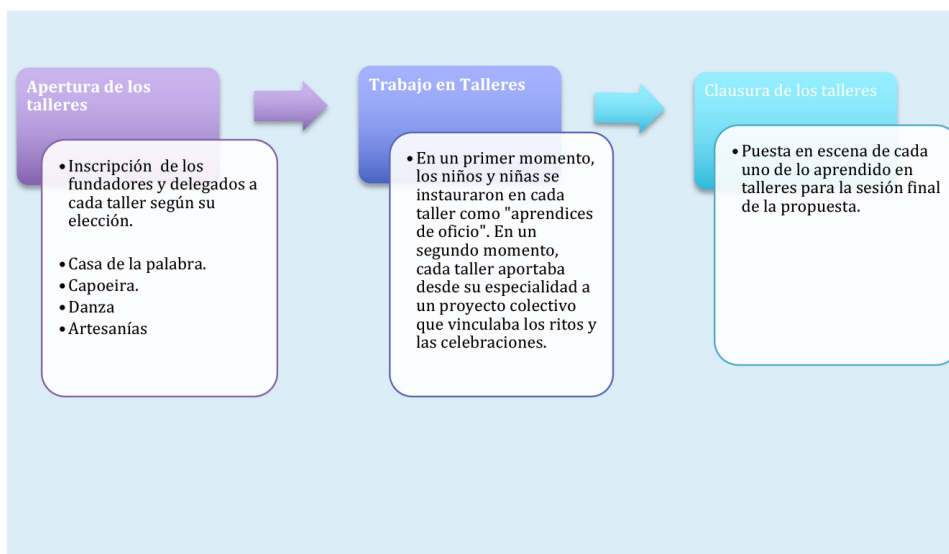 Apertura de los
talleres
•Inscripción  de los
fundadores y delegados a
cada taller según su
elección.
•Casa de la palabra.
•Capoeira.
•Danza
•Artesanías
Trabajo en Talleres
•En un primer momento,
los niños y niñas se
instauraron en cada
taller como "aprendices
de oficio". En un
segundo momento,
cada taller aportaba
desde su especialidad a
un proyecto colectivo
que vinculaba los ritos y
las celebraciones.
Clausura de los talleres
•Puesta en escena de cada
uno de lo aprendido en
talleres para la sesión final
de la propuesta.